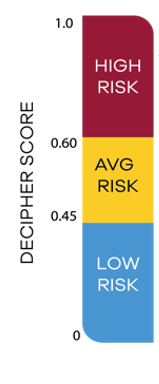 1.0
HIGH
RISK
0.60
AVG
RISK
0.45
LOW
RISK
0
DECIPHER SCORE